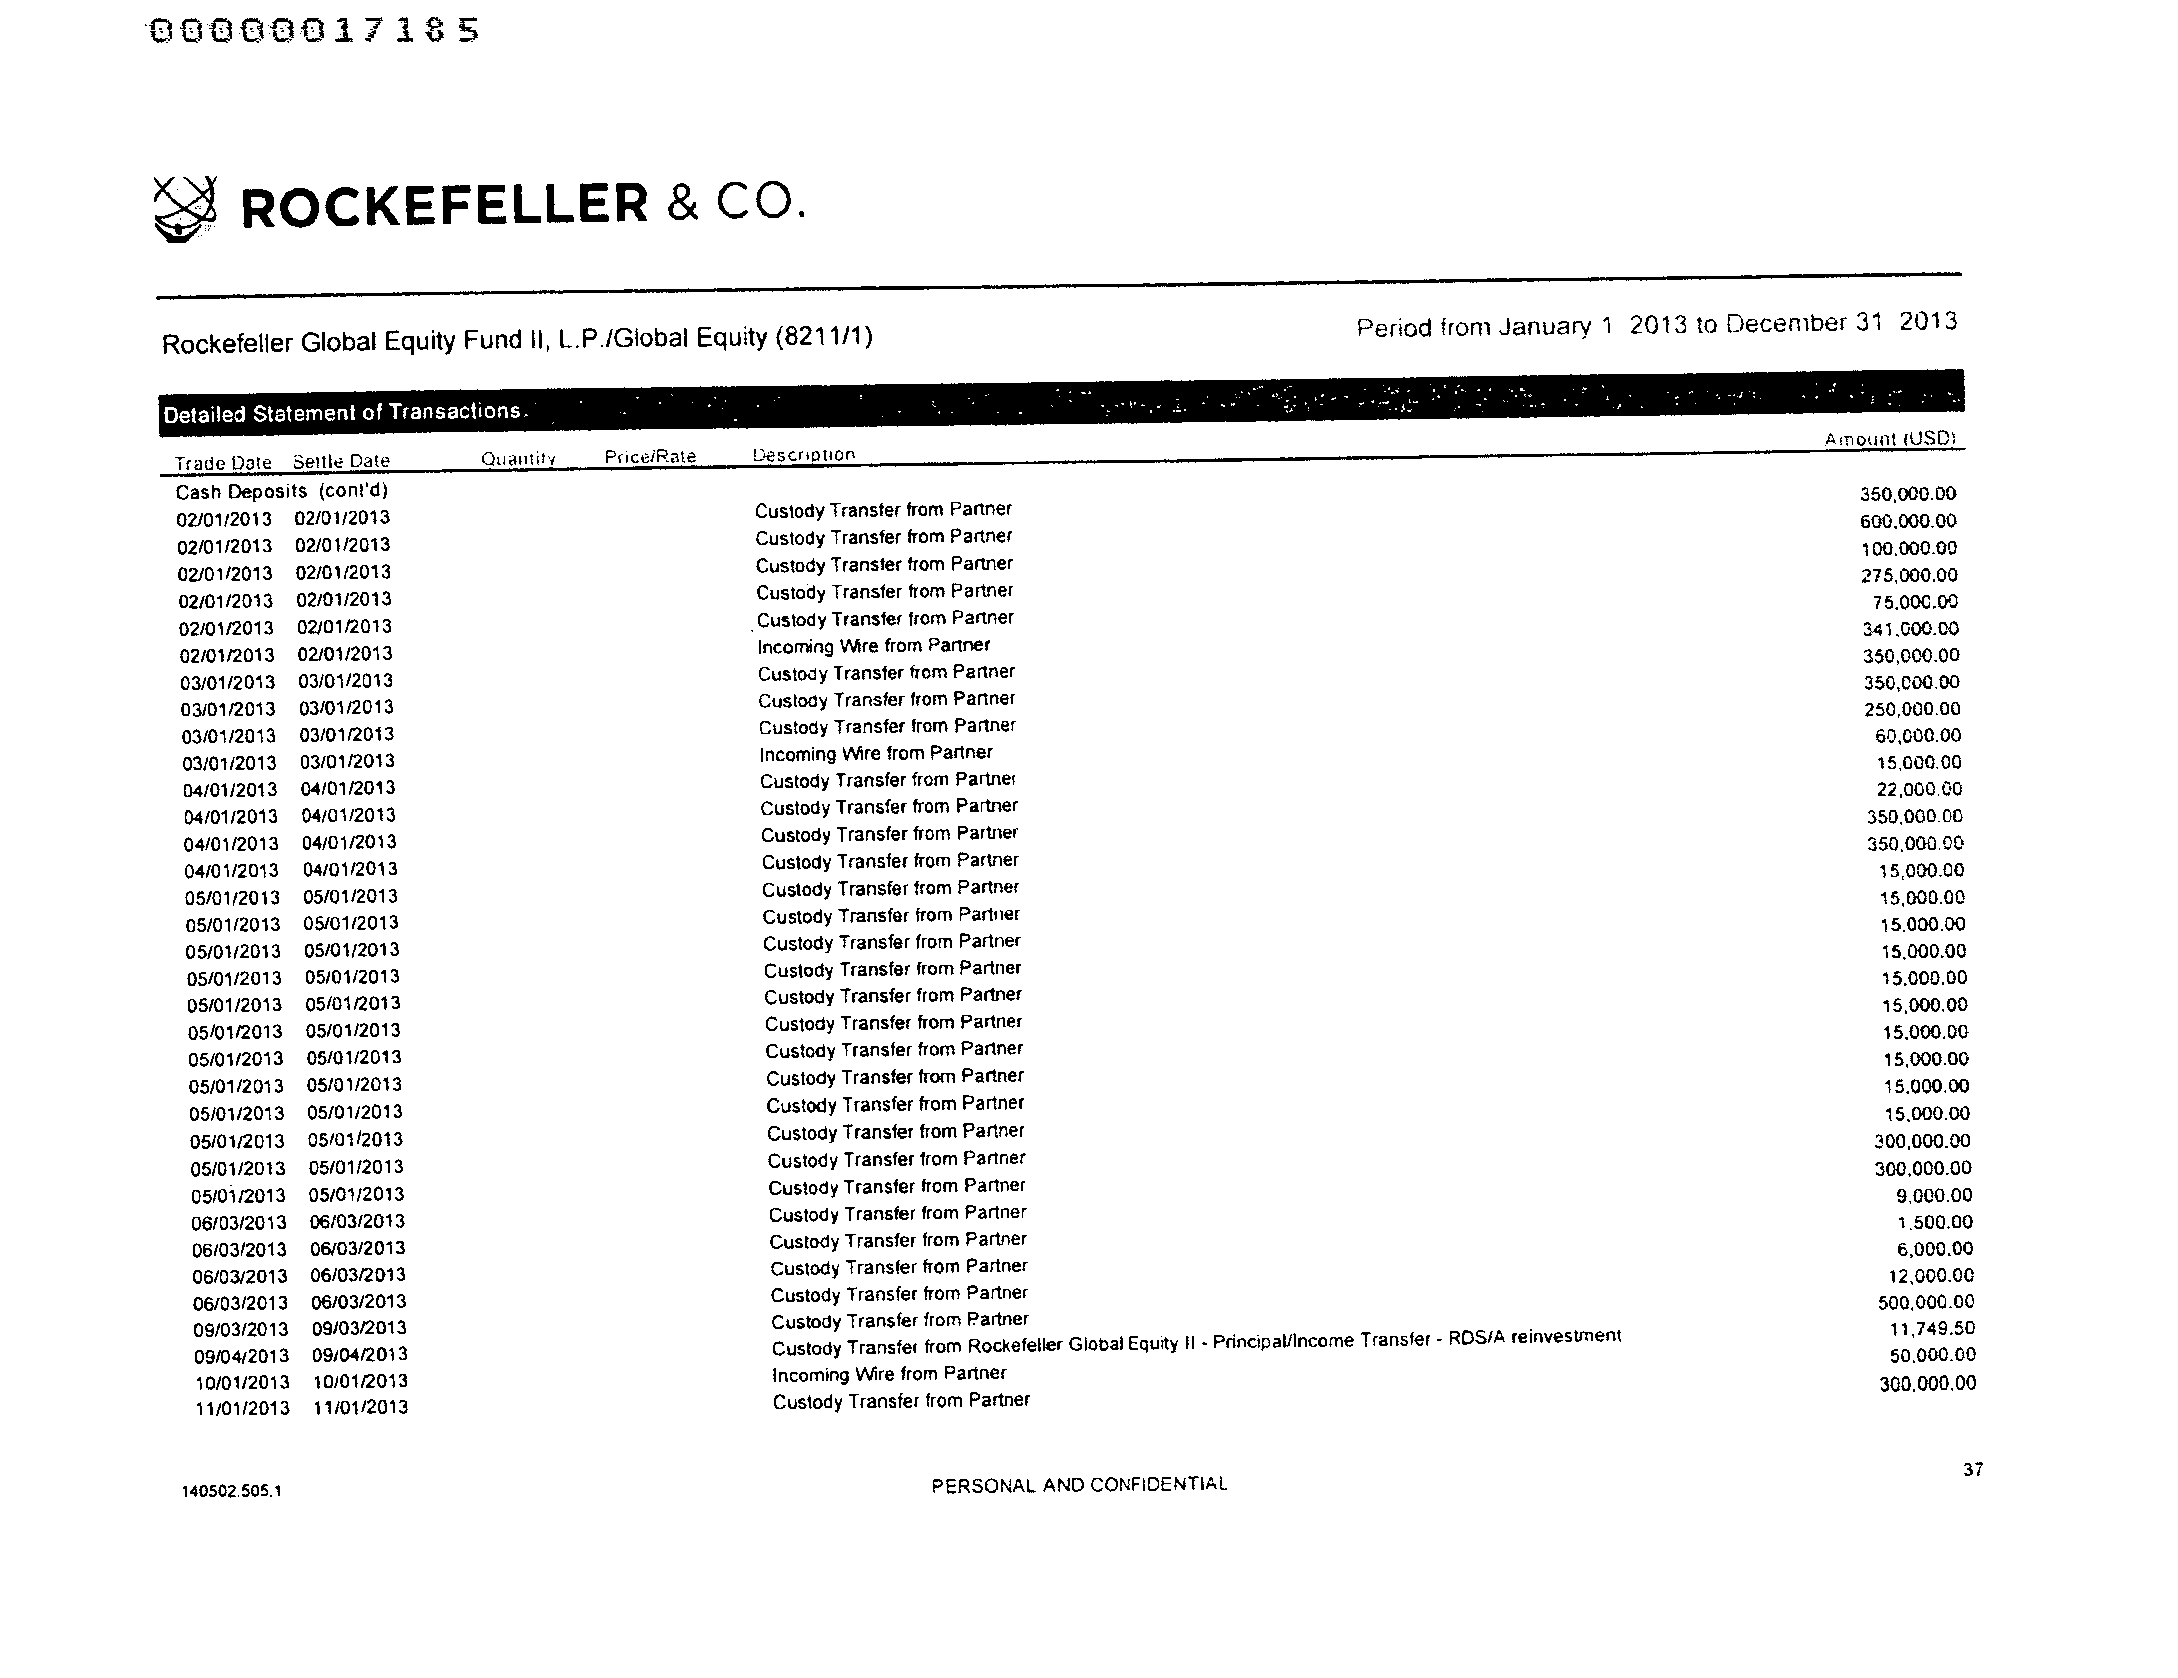 00000017185
ROCKEFELLER & CO.
Rockefeller Global Equity Fund II, L.P./Global Equity (8211/1) Period from January 1 2013 to December 31 2013
Detailed Statement of Transactions
Trade Date Settle Date Quantity Price/Rate Description Amount (USD)
Cash Deposits (cont'd)
02/01/2013 02/01/2013 Custody Transfer from Partner 350,000.00
02/01/2013 02/01/2013 Custody Transfer from Partner 600,000.00
02/01/2013 02/01/2013 Custody Transfer from Partner 100,000.00
02/01/2013 02/01/2013 Custody Transfer from Partner 275,000.00
02/01/2013 02/01/2013 Custody Transfer from Partner 75,000.00
02/01/2013 02/01/2013 Incoming Wire from Partner 341,000.00
03/01/2013 03/01/2013 Custody Transfer from Partner 350,000.00
03/01/2013 03/01/2013 Custody Transfer from Partner 350,000.00
03/01/2013 03/01/2013 Custody Transfer from Partner 250,000.00
03/01/2013 03/01/2013 Incoming Wire from Partner 60,000.00
04/01/2013 04/01/2013 Custody Transfer from Partner 15,000.00
04/01/2013 04/01/2013 Custody Transfer from Partner 22,000.00
04/01/2013 04/01/2013 Custody Transfer from Partner 350,000.00
04/01/2013 04/01/2013 Custody Transfer from Partner 350,000.00
05/01/2013 05/01/2013 Custody Transfer from Partner 15,000.00
05/01/2013 05/01/2013 Custody Transfer from Partner 15,000.00
05/01/2013 05/01/2013 Custody Transfer from Partner 15,000.00
05/01/2013 05/01/2013 Custody Transfer from Partner 15,000.00
05/01/2013 05/01/2013 Custody Transfer from Partner 15,000.00
05/01/2013 05/01/2013 Custody Transfer from Partner 15,000.00
05/01/2013 05/01/2013 Custody Transfer from Partner 15,000.00
05/01/2013 05/01/2013 Custody Transfer from Partner 15,000.00
05/01/2013 05/01/2013 Custody Transfer from Partner 15,000.00
05/01/2013 05/01/2013 Custody Transfer from Partner 15,000.00
05/01/2013 05/01/2013 Custody Transfer from Partner 300,000.00
05/01/2013 05/01/2013 Custody Transfer from Partner 300,000.00
06/03/2013 06/03/2013 Custody Transfer from Partner 9,000.00
06/03/2013 06/03/2013 Custody Transfer from Partner 1,500.00
06/03/2013 06/03/2013 Custody Transfer from Partner 6,000.00
06/03/2013 06/03/2013 Custody Transfer from Partner 12,000.00
09/03/2013 09/03/2013 Custody Transfer from Partner 500,000.00
09/04/2013 09/04/2013 Custody Transfer from Rockefeller Global Equity II - Principal/Income Transfer - RDS/A reinvestment 11,749.50
10/01/2013 10/01/2013 Incoming Wire from Partner 50,000.00
11/01/2013 11/01/2013 Custody Transfer from Partner 300,000.00
140502.505.1 PERSONAL AND CONFIDENTIAL 37